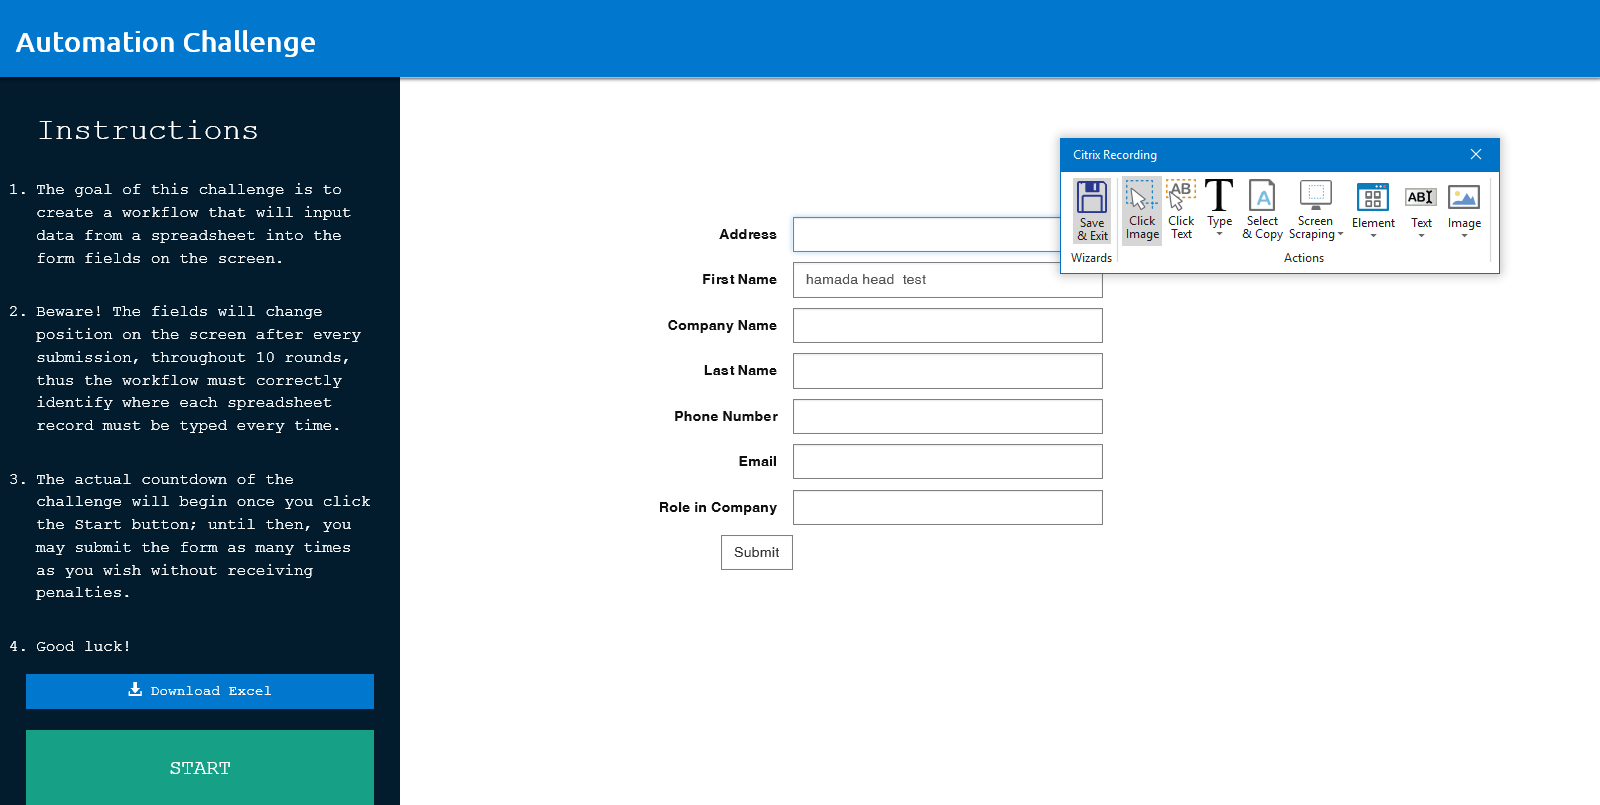 Automation Challenge
Instructions
1. The goal of this challenge is to
create a workflow that will input
data from a spreadsheet into the
form fields on the screen.
2. Beware! The fields will change
position on the screen after every
submission, throughout 10 rounds,
thus the workflow must correctly
identify where each spreadsheet
record must be typed every time.
3. The actual countdown of the
challenge will begin once you click
the Start button; until then, you
may submit the form as many times
as you wish without receiving
penalties.
4. Good luck!
Download Excel
START
Address
First Name hamada head  test
Company Name
Last Name
Phone Number
Email
Role in Company
Submit
Citrix Recording
Save & Exit
Click Image
AB Click Text
T Type
A Select & Copy
Screen Scraping
Element
AB Text
Image
Wizards
Actions